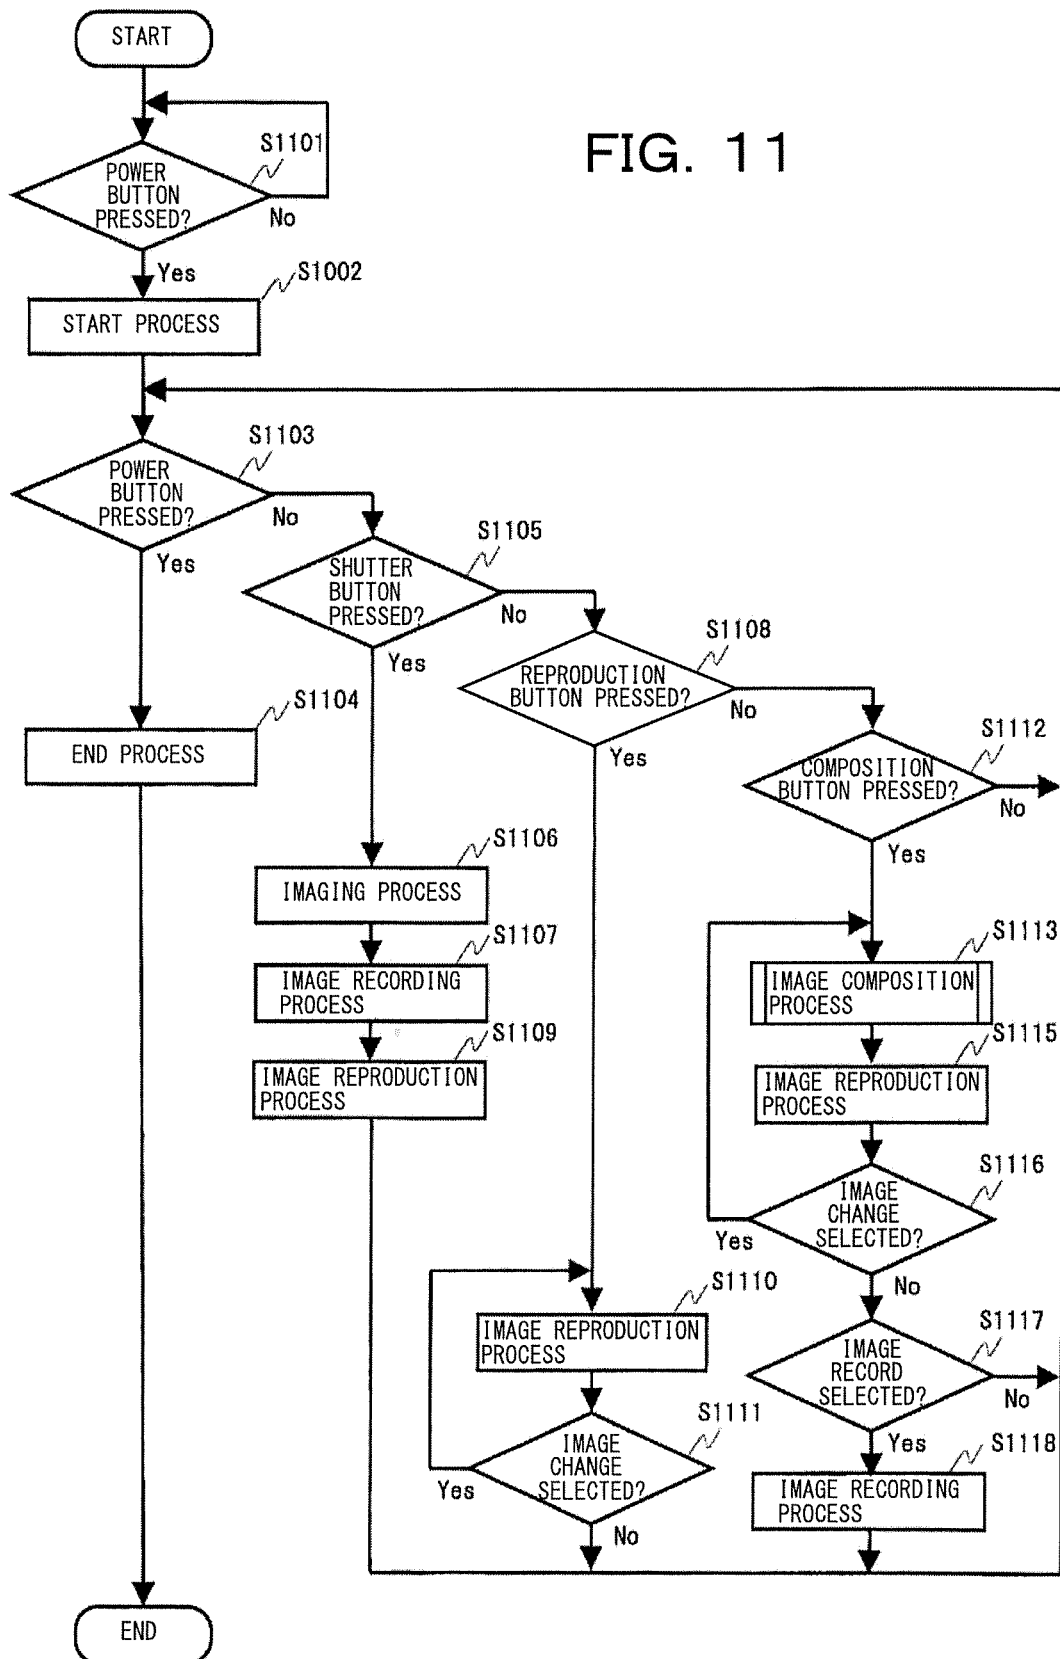 START
FIG. 11
S1101
POWER
BUTTON
PRESSED?
No
Yes
S1002
START PROCESS
S1103
POWER
BUTTON
PRESSED?
No
Yes
S1105
SHUTTER
BUTTON
PRESSED?
No
Yes
S1108
REPRODUCTION
BUTTON PRESSED?
No
Yes
S1104
END PROCESS
S1112
COMPOSITION
BUTTON PRESSED?
No
Yes
S1106
IMAGING PROCESS
S1107
IMAGE RECORDING
PROCESS
S1109
IMAGE REPRODUCTION
PROCESS
S1113
IMAGE COMPOSITION
PROCESS
S1115
IMAGE REPRODUCTION
PROCESS
S1116
IMAGE
CHANGE
SELECTED?
Yes
No
S1110
IMAGE REPRODUCTION
PROCESS
S1111
IMAGE
CHANGE
SELECTED?
Yes
No
S1117
IMAGE
RECORD
SELECTED?
No
Yes
S1118
IMAGE RECORDING
PROCESS
END